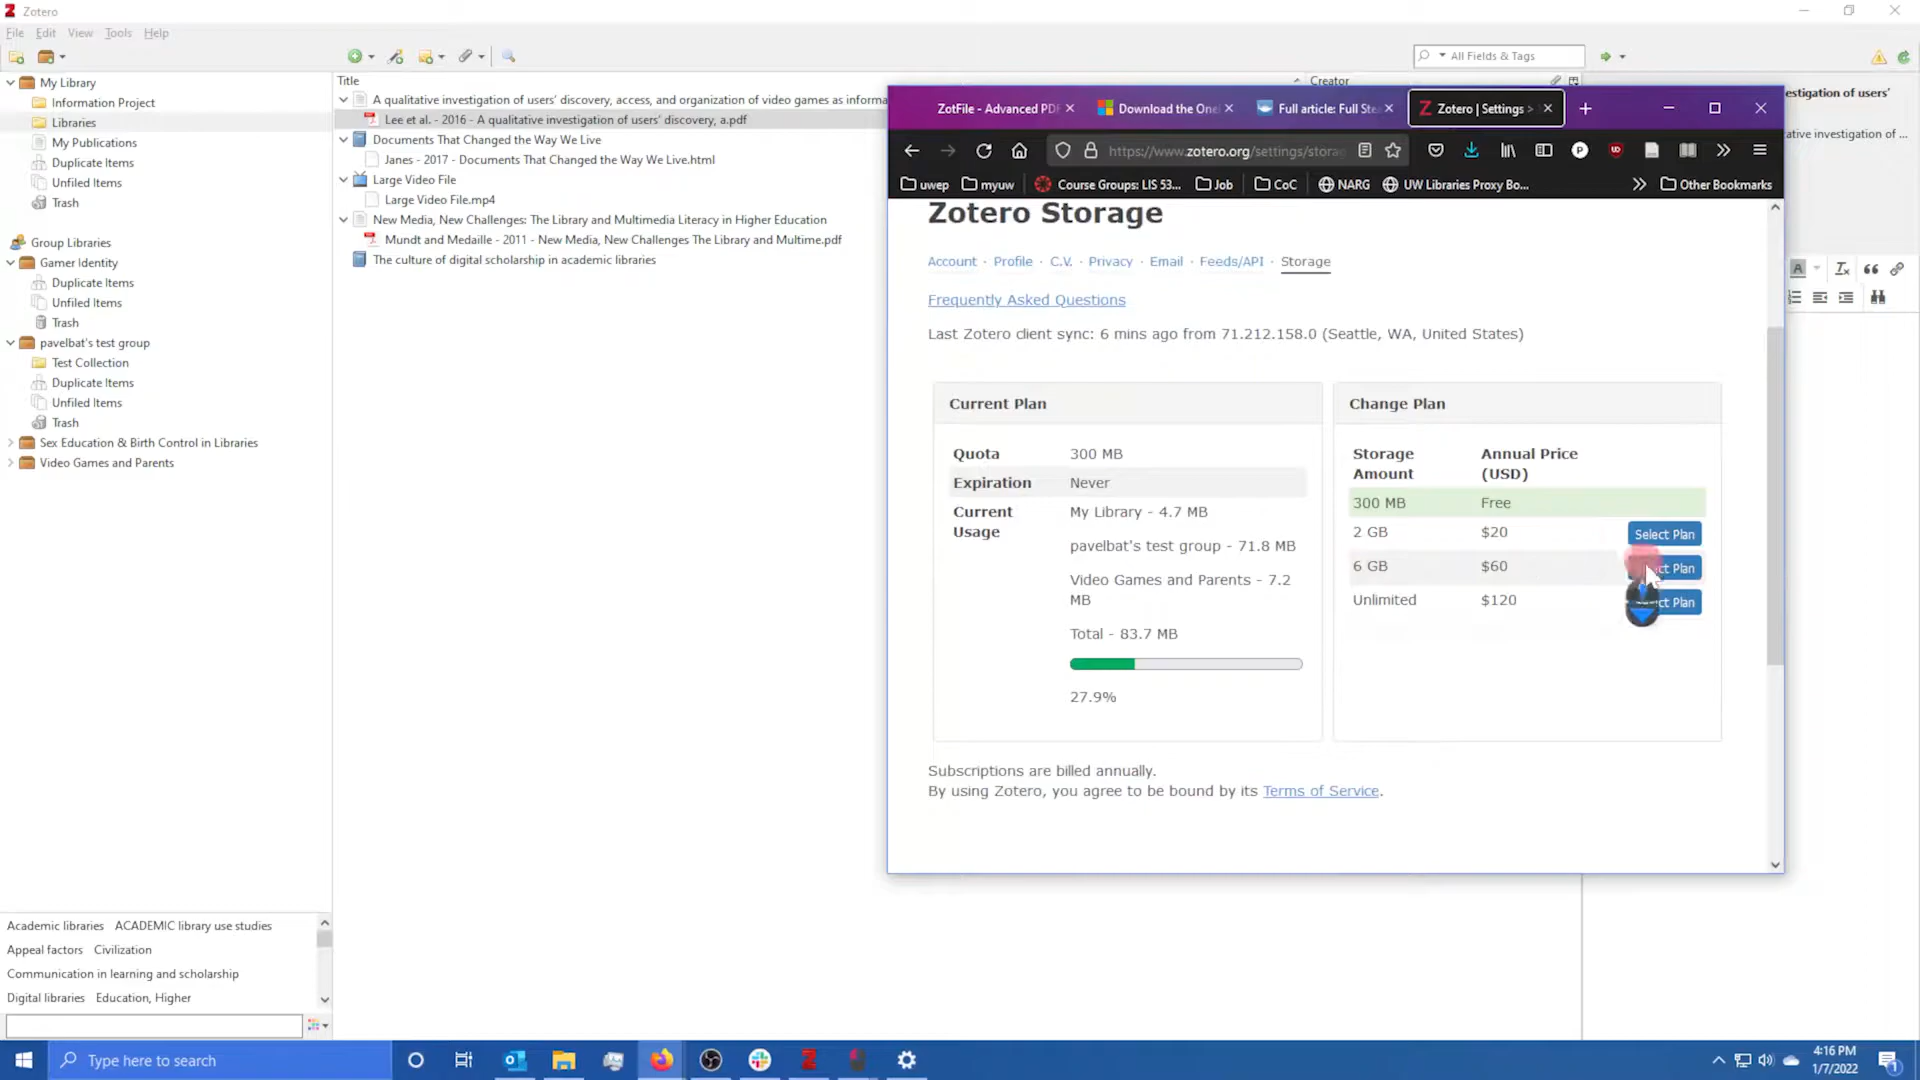 Zotero
File Edit View Tools Help
All Fields & Tags
My Library
Information Project
Libraries
My Publications
Duplicate Items
Unfiled Items
Trash
Group Libraries
Gamer Identity
Duplicate Items
Unfiled Items
Trash
pavelbat's test group
Test Collection
Duplicate Items
Unfiled Items
Trash
Sex Education & Birth Control in Libraries
Video Games and Parents
Academic libraries ACADEMIC library use studies
Appeal factors Civilization
Communication in learning and scholarship
Digital libraries Education, Higher
Title Creator
A qualitative investigation of users' discovery, access, and organization of video games as informa
Lee et al. - 2016 - A qualitative investigation of users' discovery, a.pdf
Documents That Changed the Way We Live
Janes - 2017 - Documents That Changed the Way We Live.html
Large Video File
Large Video File.mp4
New Media, New Challenges: The Library and Multimedia Literacy in Higher Education
Mundt and Medaille - 2011 - New Media, New Challenges The Library and Multime.pdf
The culture of digital scholarship in academic libraries
estigation of users'
ative investigation of ...
ZotFile - Advanced PDF Download the One Full article: Full Ste Zotero | Settings >
https://www.zotero.org/settings/storag
uwep myuw Course Groups: LIS 53... Job CoC NARG UW Libraries Proxy Bo... Other Bookmarks
Zotero Storage
Account · Profile · C.V. · Privacy · Email · Feeds/API · Storage
Frequently Asked Questions
Last Zotero client sync: 6 mins ago from 71.212.158.0 (Seattle, WA, United States)
Current Plan
Quota 300 MB
Expiration Never
Current Usage
My Library - 4.7 MB
pavelbat's test group - 71.8 MB
Video Games and Parents - 7.2
MB
Total - 83.7 MB
27.9%
Change Plan
Storage Amount Annual Price (USD)
300 MB Free
2 GB $20 Select Plan
6 GB $60 ct Plan
Unlimited $120 ct Plan
Subscriptions are billed annually.
By using Zotero, you agree to be bound by its Terms of Service.
Type here to search
4:16 PM
1/7/2022